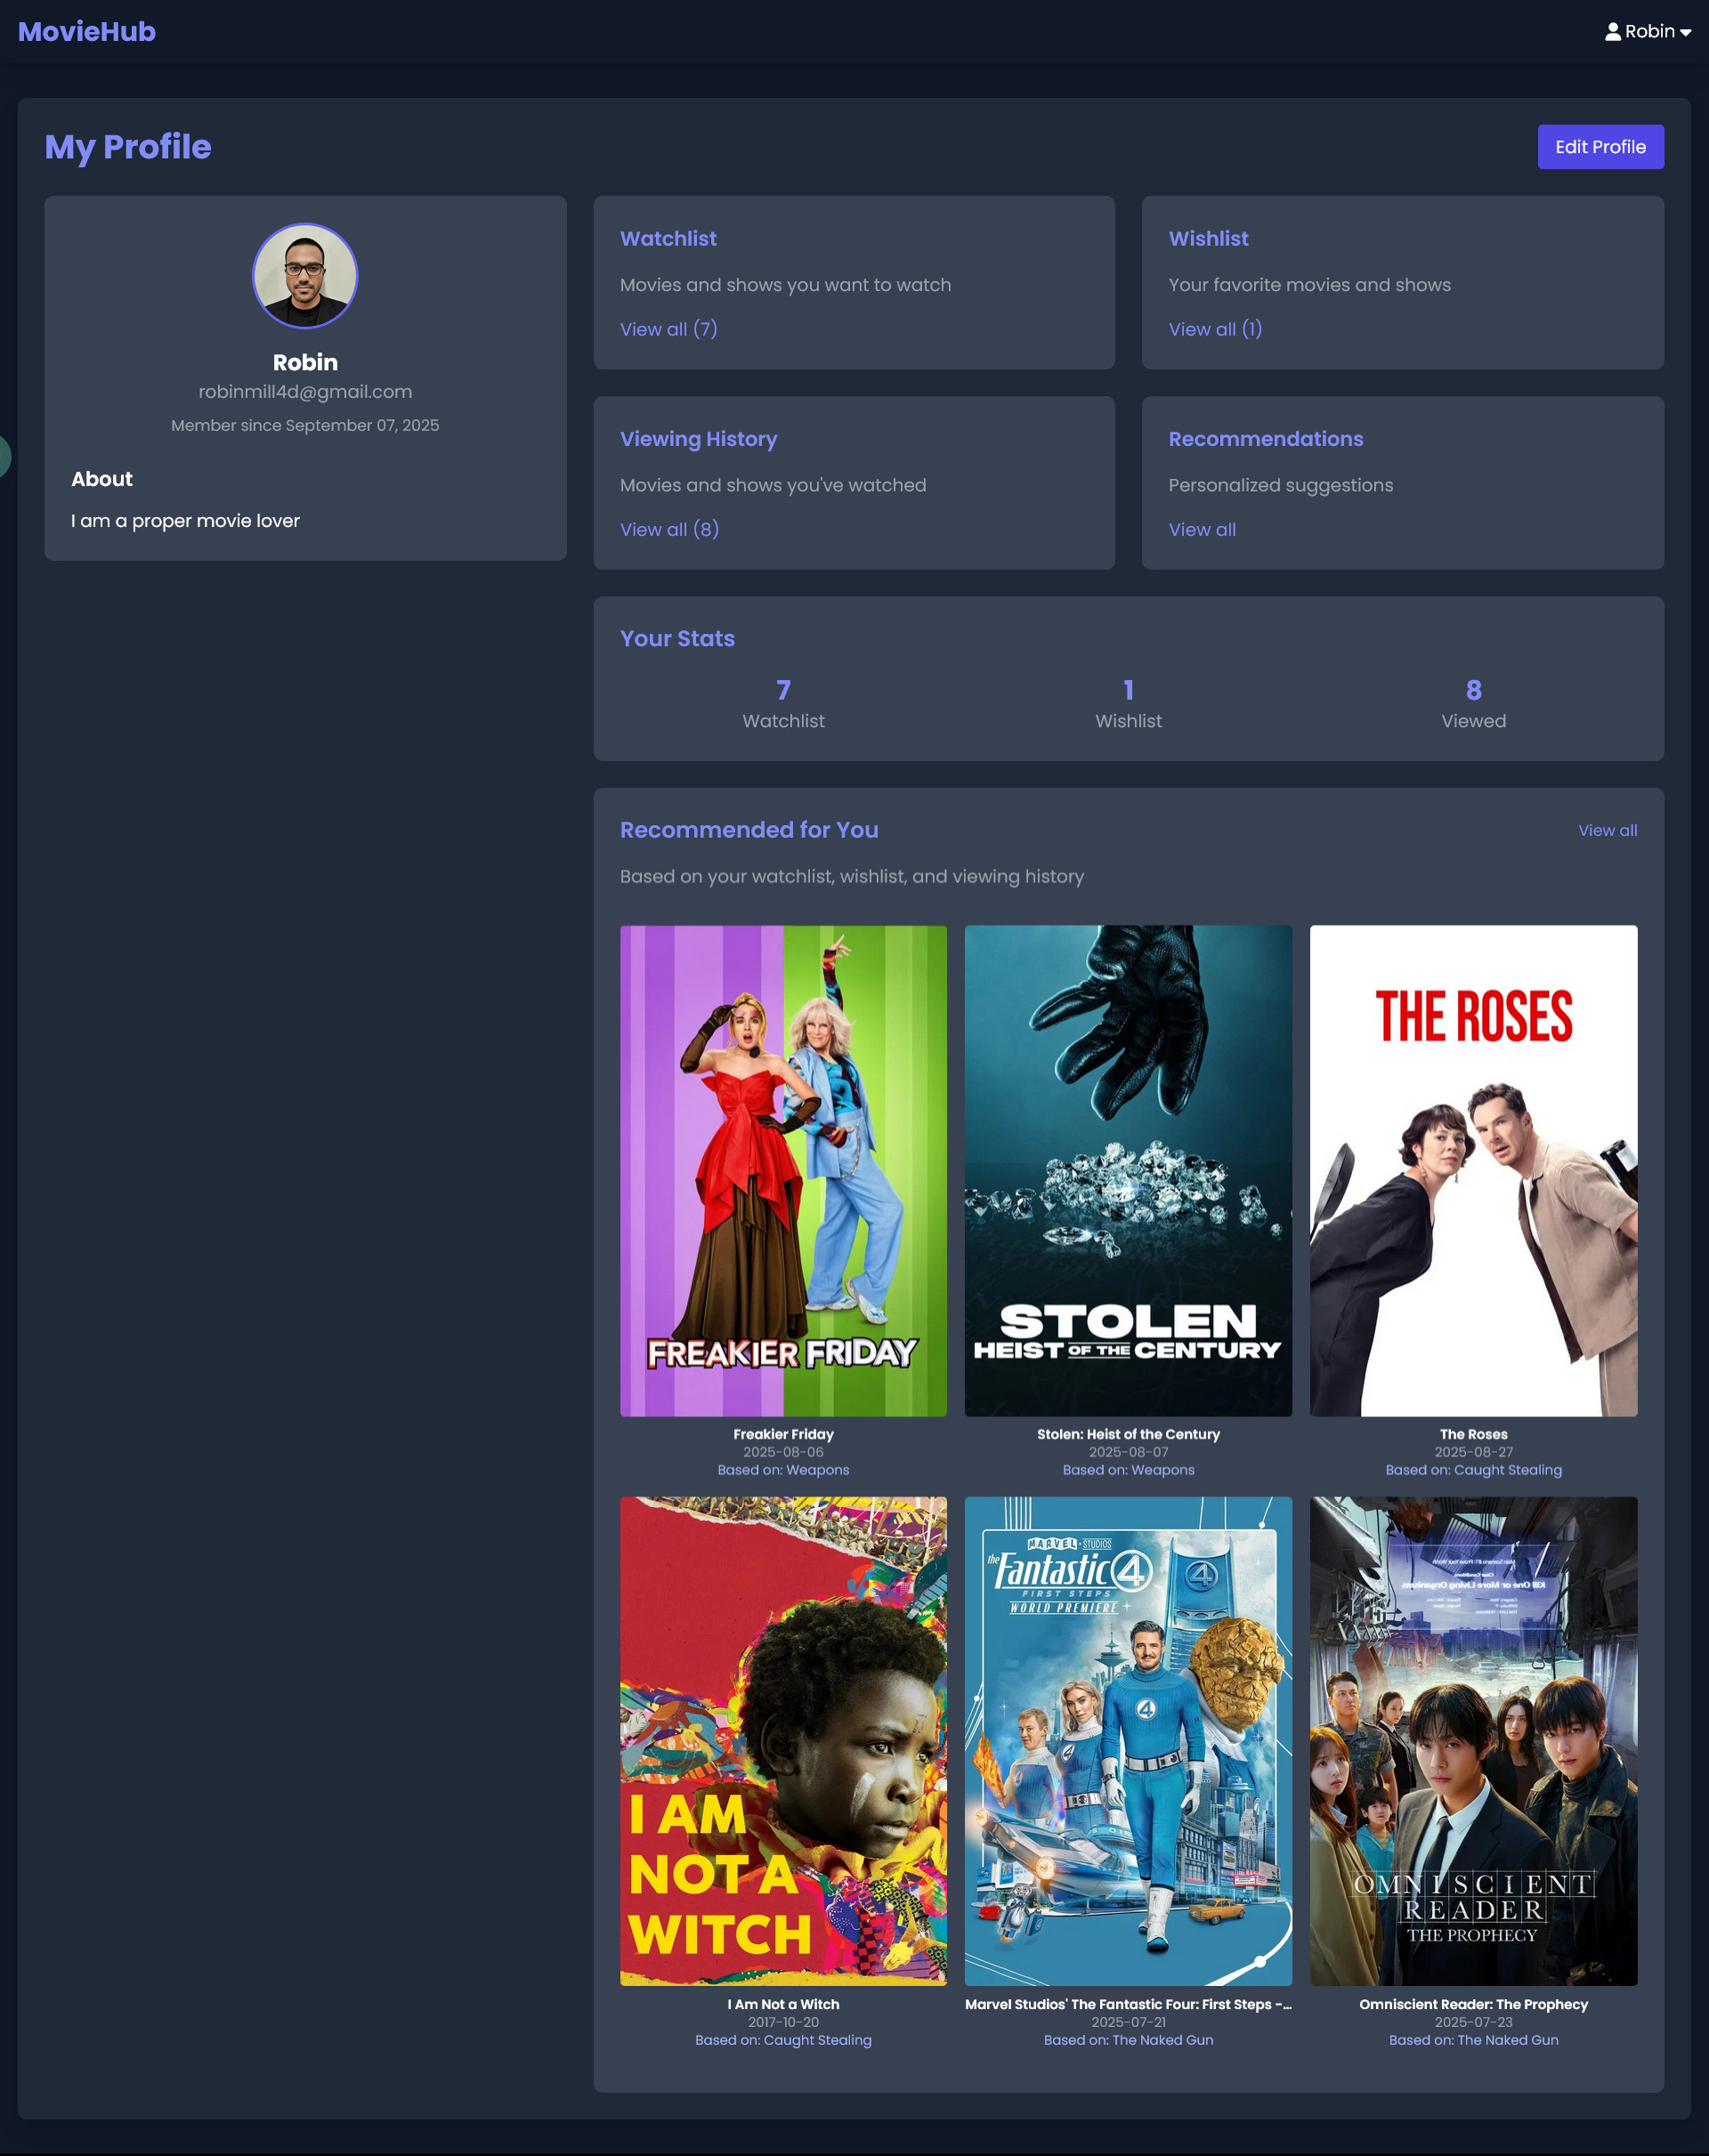 MovieHub
Robin
My Profile
Edit Profile
Robin
robinmill4d@gmail.com
Member since September 07, 2025
About
I am a proper movie lover
Watchlist
Movies and shows you want to watch
View all (7)
Wishlist
Your favorite movies and shows
View all (1)
Viewing History
Movies and shows you've watched
View all (8)
Recommendations
Personalized suggestions
View all
Your Stats
7
Watchlist
1
Wishlist
8
Viewed
Recommended for You
View all
Based on your watchlist, wishlist, and viewing history
FREAKIER FRIDAY
Freakier Friday
2025-08-06
Based on: Weapons
STOLEN
HEIST OF THE CENTURY
Stolen: Heist of the Century
2025-08-07
Based on: Weapons
THE ROSES
The Roses
2025-08-27
Based on: Caught Stealing
I AM
NOT A
WITCH
I Am Not a Witch
2017-10-20
Based on: Caught Stealing
MARVEL STUDIOS
the Fantastic 4
FIRST STEPS
WORLD PREMIERE
4
4
Marvel Studios' The Fantastic Four: First Steps -...
2025-07-21
Based on: The Naked Gun
Kill One or More Living Organisms
OMNISCIENT
READER
THE PROPHECY
Omniscient Reader: The Prophecy
2025-07-23
Based on: The Naked Gun